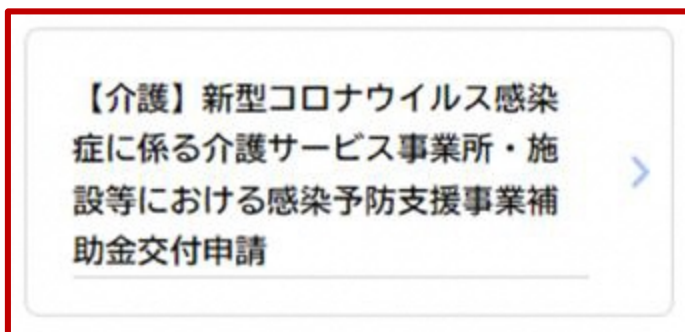 【介護】新型コロナウイルス感染
症に係る介護サービス事業所・施
設等における感染予防支援事業補
助金交付申請